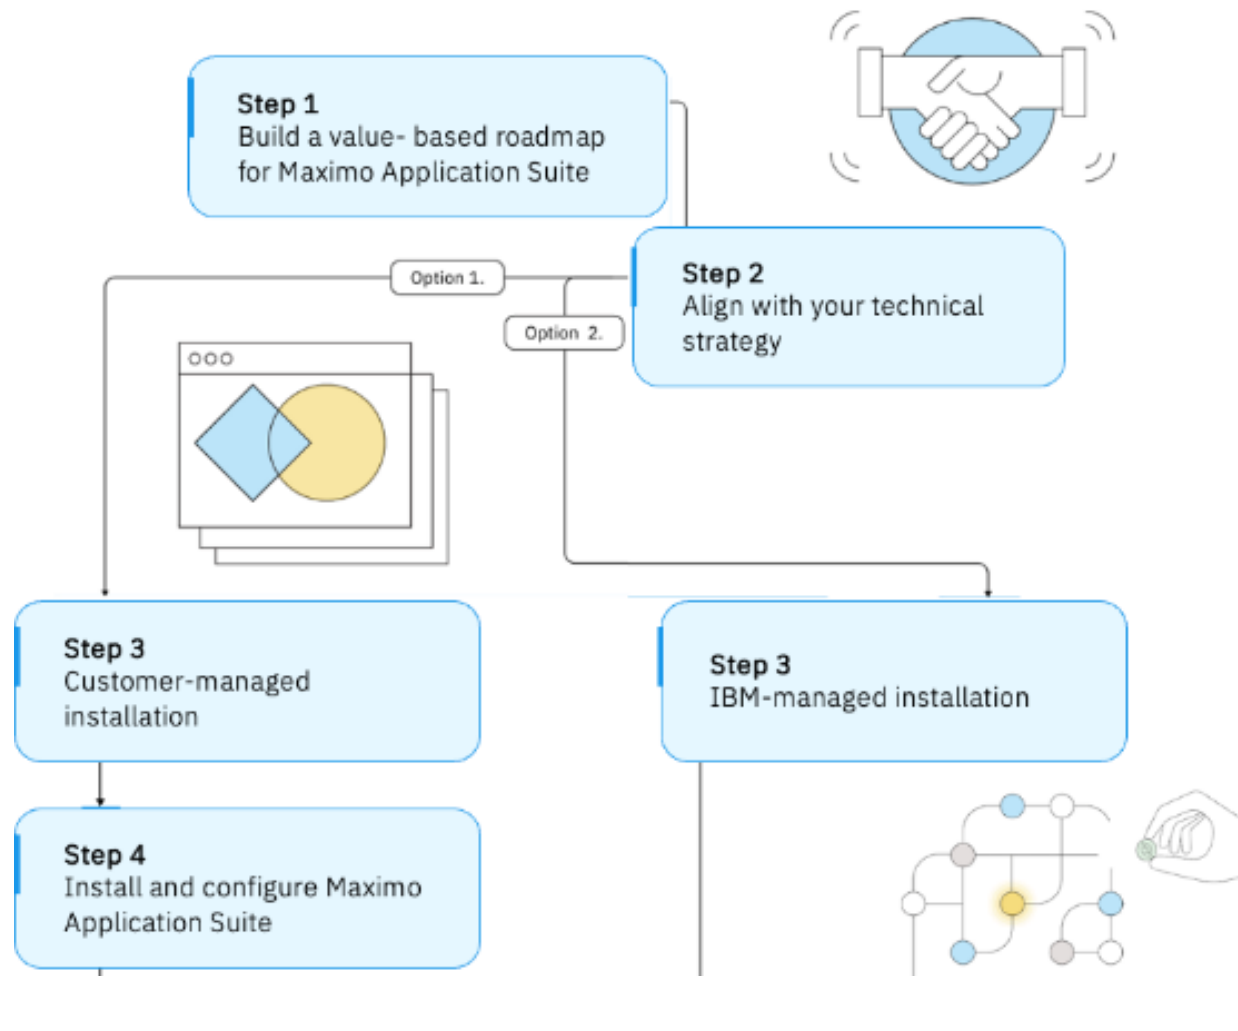 Step 1
Build a value- based roadmap
for Maximo Application Suite
Step 2
Align with your technical
strategy
Option 1.
Option 2.
Step 3
Customer-managed
installation
Step 3
IBM-managed installation
Step 4
Install and configure Maximo
Application Suite